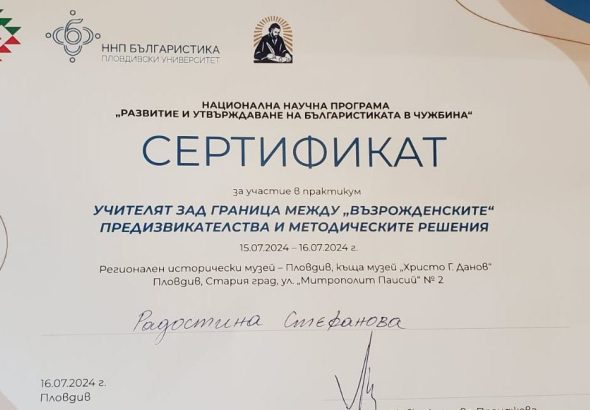 ННП БЪЛГАРИСТИКА
ПЛОВДИВСКИ УНИВЕРСИТЕТ
НАЦИОНАЛНА НАУЧНА ПРОГРАМА
„РАЗВИТИЕ И УТВЪРЖДАВАНЕ НА БЪЛГАРИСТИКАТА В ЧУЖБИНА“
СЕРТИФИКАТ
за участие в практикум
УЧИТЕЛЯТ ЗАД ГРАНИЦА МЕЖДУ „ВЪЗРОЖДЕНСКИТЕ“
ПРЕДИЗВИКАТЕЛСТВА И МЕТОДИЧЕСКИТЕ РЕШЕНИЯ
15.07.2024 – 16.07.2024 г.
Регионален исторически музей – Пловдив, къща музей „Христо Г. Данов“
Пловдив, Стария град, ул. „Митрополит Паисий“ № 2
Радостина Стефанова
16.07.2024 г.
Пловдив